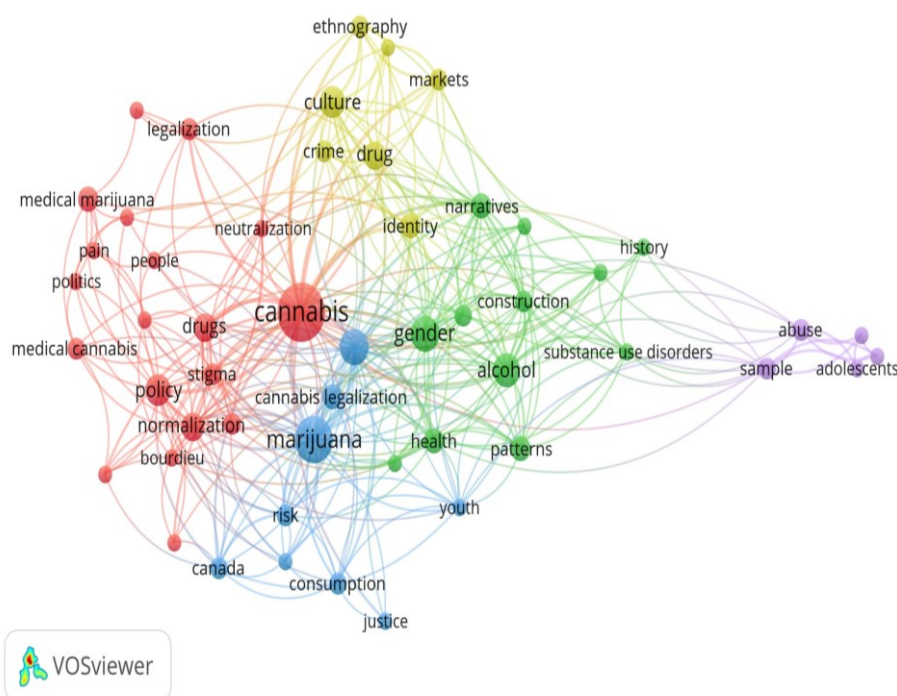 ethnography
markets
culture
legalization
crime
drug
medical marijuana
narratives
neutralization
identity
history
pain
people
politics
cannabis
construction
drugs
gender
abuse
medical cannabis
substance use disorders
stigma
alcohol
sample
adolescents
policy
cannabis legalization
normalization
marijuana
health
patterns
bourdieu
risk
youth
canada
consumption
justice
VOSviewer